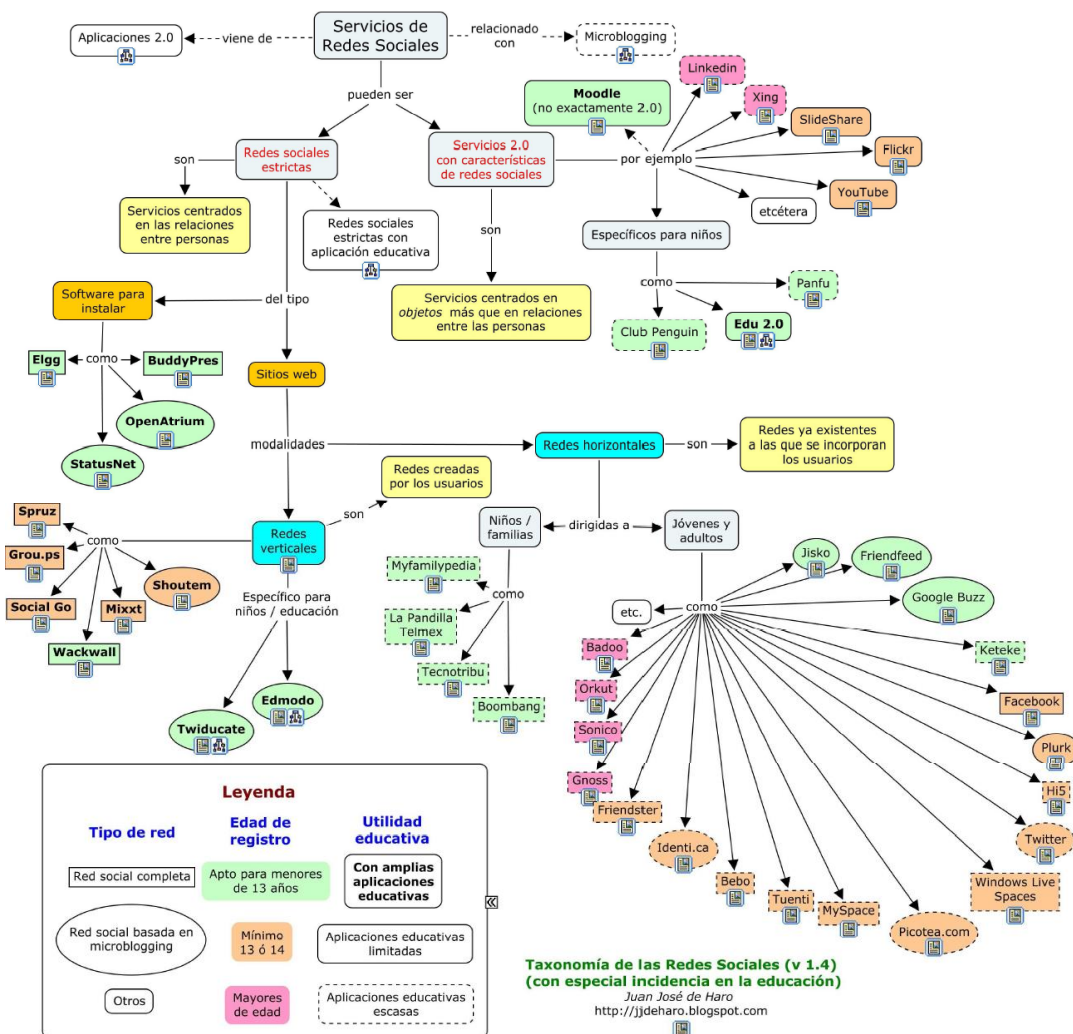 Servicios de
Redes Sociales
Aplicaciones 2.0
viene de
relacionado
con
Microblogging
pueden ser
Moodle
(no exactamente 2.0)
Linkedin
Xing
SlideShare
Flickr
YouTube
etcétera
por ejemplo
son
Redes sociales
estrictas
Servicios 2.0
con características
de redes sociales
Servicios centrados
en las relaciones
entre personas
Redes sociales
estrictas con
aplicación educativa
son
Específicos para niños
como
Panfu
Club Penguin
Edu 2.0
Servicios centrados en
objetos más que en relaciones
entre las personas
Software para
instalar
del tipo
Elgg
como
BuddyPres
OpenAtrium
StatusNet
Sitios web
modalidades
Redes horizontales
son
Redes ya existentes
a las que se incorporan
los usuarios
Redes creadas
por los usuarios
son
Redes
verticales
como
Spruz
Grou.ps
Social Go
Wackwall
Mixxt
Shoutem
Específico para
niños / educación
Twiducate
Edmodo
Niños /
familias
dirigidas a
Jóvenes y
adultos
Myfamilypedia
como
La Pandilla
Telmex
Tecnotribu
Boombang
como
etc.
Jisko
Friendfeed
Google Buzz
Keteke
Facebook
Plurk
Hi5
Twitter
Windows Live
Spaces
Picotea.com
MySpace
Tuenti
Bebo
Identi.ca
Friendster
Gnoss
Sonico
Orkut
Badoo
Leyenda
Tipo de red
Edad de
registro
Utilidad
educativa
Red social completa
Apto para menores
de 13 años
Con amplias
aplicaciones
educativas
Red social basada en
microblogging
Mínimo
13 ó 14
Aplicaciones educativas
limitadas
Otros
Mayores
de edad
Aplicaciones educativas
escasas
Taxonomía de las Redes Sociales (v 1.4)
(con especial incidencia en la educación)
Juan José de Haro
http://jjdeharo.blogspot.com